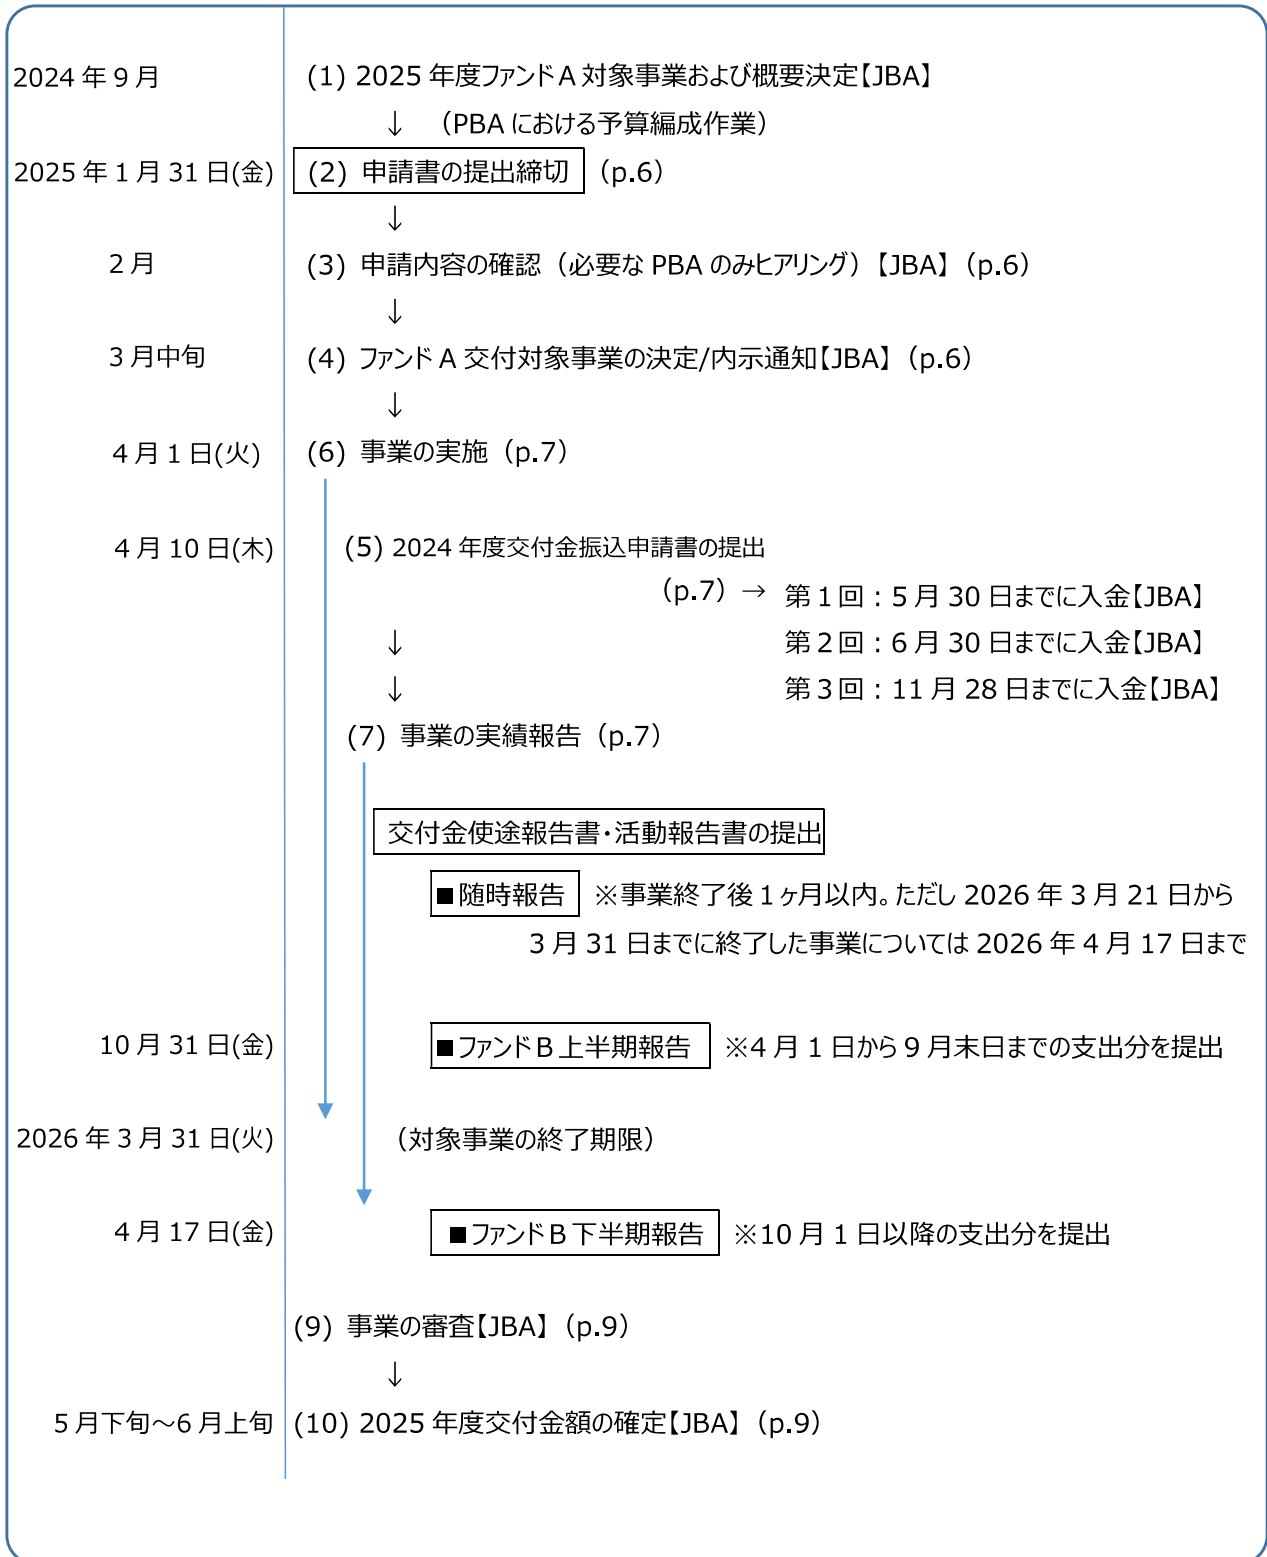 2024 年 9 月 (1) 2025 年度ファンド A 対象事業および概要決定【JBA】
↓ （PBA における予算編成作業）
2025 年 1 月 31 日(金) (2) 申請書の提出締切 （p.6）
↓
2 月 (3) 申請内容の確認（必要な PBA のみヒアリング）【JBA】（p.6）
↓
3 月中旬 (4) ファンド A 交付対象事業の決定/内示通知【JBA】（p.6）
↓
4 月 1 日(火) (6) 事業の実施（p.7）
4 月 10 日(木) (5) 2024 年度交付金振込申請書の提出
（p.7）→ 第 1 回：5 月 30 日までに入金【JBA】
↓ 第 2 回：6 月 30 日までに入金【JBA】
↓ 第 3 回：11 月 28 日までに入金【JBA】
(7) 事業の実績報告（p.7）
交付金使途報告書・活動報告書の提出
■随時報告 ※事業終了後 1 ヶ月以内。ただし 2026 年 3 月 21 日から
3 月 31 日までに終了した事業については 2026 年 4 月 17 日まで
10 月 31 日(金) ■ファンド B 上半期報告 ※4 月 1 日から 9 月末日までの支出分を提出
2026 年 3 月 31 日(火) （対象事業の終了期限）
4 月 17 日(金) ■ファンド B 下半期報告 ※10 月 1 日以降の支出分を提出
(9) 事業の審査【JBA】（p.9）
↓
5 月下旬～6 月上旬 (10) 2025 年度交付金額の確定【JBA】（p.9）